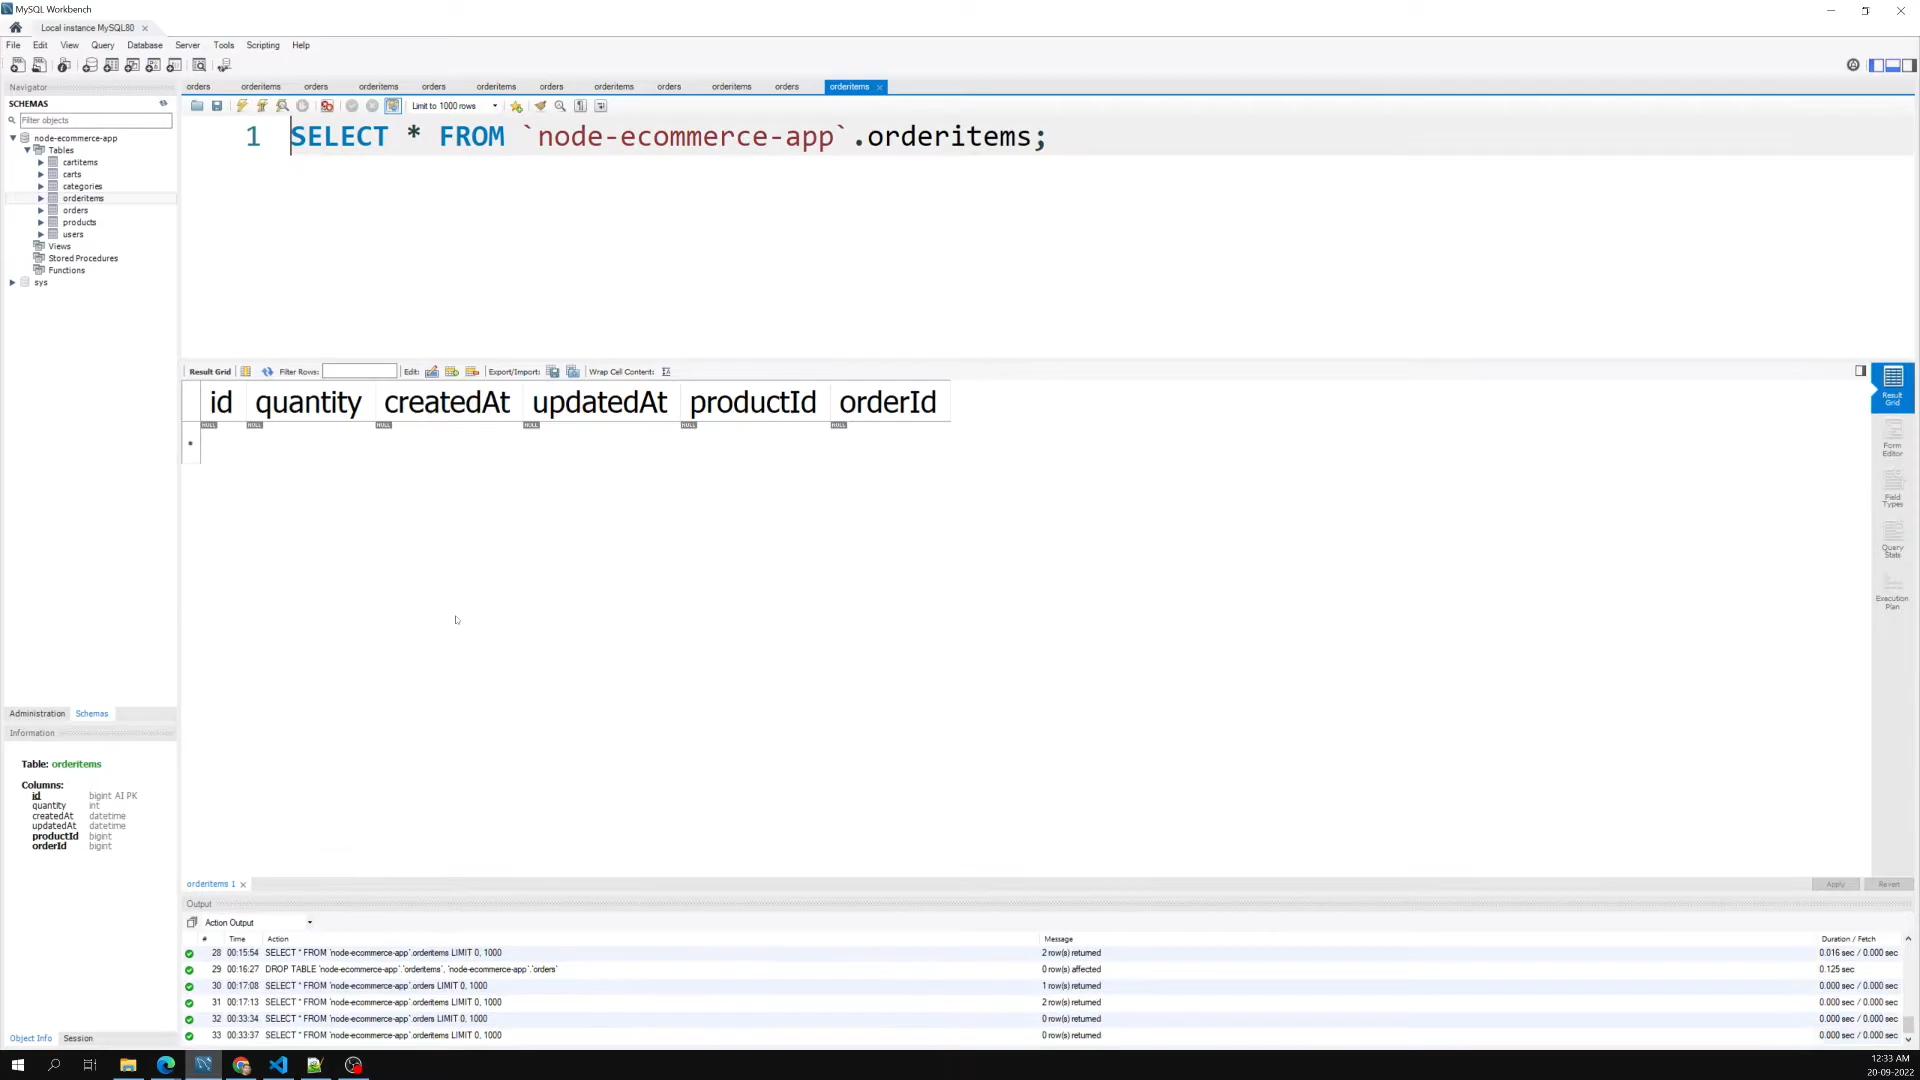 MySQL Workbench
Local instance MySQL80
File Edit View Query Database Server Tools Scripting Help
Navigator
SCHEMAS
Filter objects
node-ecommerce-app
Tables
cartitems
carts
categories
orderitems
orders
products
users
Views
Stored Procedures
Functions
sys
Administration Schemas
Information
Table: orderitems
Columns:
id bigint AI PK
quantity int
createdAt datetime
updatedAt datetime
productId bigint
orderId bigint
Object Info Session
orders orderitems orders orderitems orders orderitems orders orderitems orders orderitems orders orderitems
Limit to 1000 rows
1 SELECT * FROM `node-ecommerce-app`.orderitems;
Result Grid Filter Rows: Edit: Export/Import: Wrap Cell Content:
id quantity createdAt updatedAt productId orderId
* NULL NULL NULL NULL NULL NULL
Result Grid
Form Editor
Field Types
Query Stats
Execution Plan
orderitems 1
Apply Revert
Output
Action Output
# Time Action Message Duration / Fetch
28 00:15:54 SELECT * FROM `node-ecommerce-app`.orderitems LIMIT 0, 1000 2 row(s) returned 0.016 sec / 0.000 sec
29 00:16:27 DROP TABLE `node-ecommerce-app`.`orderitems`, `node-ecommerce-app`.`orders` 0 row(s) affected 0.125 sec
30 00:17:08 SELECT * FROM `node-ecommerce-app`.orders LIMIT 0, 1000 1 row(s) returned 0.000 sec / 0.000 sec
31 00:17:13 SELECT * FROM `node-ecommerce-app`.orderitems LIMIT 0, 1000 2 row(s) returned 0.000 sec / 0.000 sec
32 00:33:34 SELECT * FROM `node-ecommerce-app`.orders LIMIT 0, 1000 0 row(s) returned 0.000 sec / 0.000 sec
33 00:33:37 SELECT * FROM `node-ecommerce-app`.orderitems LIMIT 0, 1000 0 row(s) returned 0.000 sec / 0.000 sec
12:33 AM
20-09-2022